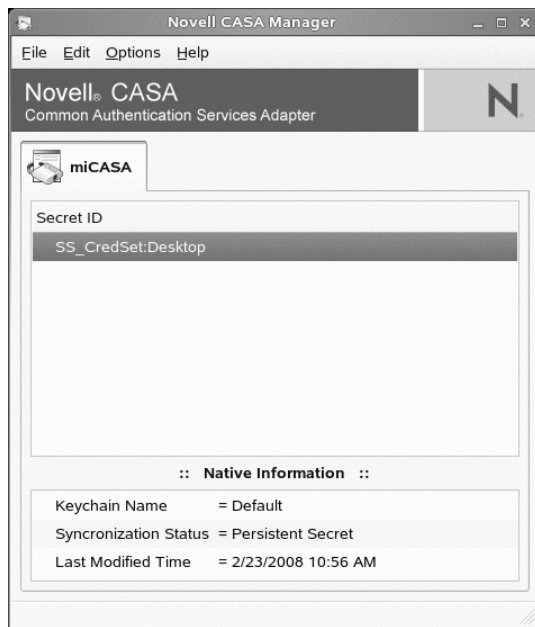 Novell CASA Manager
File Edit Options Help
Novell® CASA
Common Authentication Services Adapter
N
miCASA
Secret ID
SS_CredSet:Desktop
:: Native Information ::
Keychain Name = Default
Syncronization Status = Persistent Secret
Last Modified Time = 2/23/2008 10:56 AM